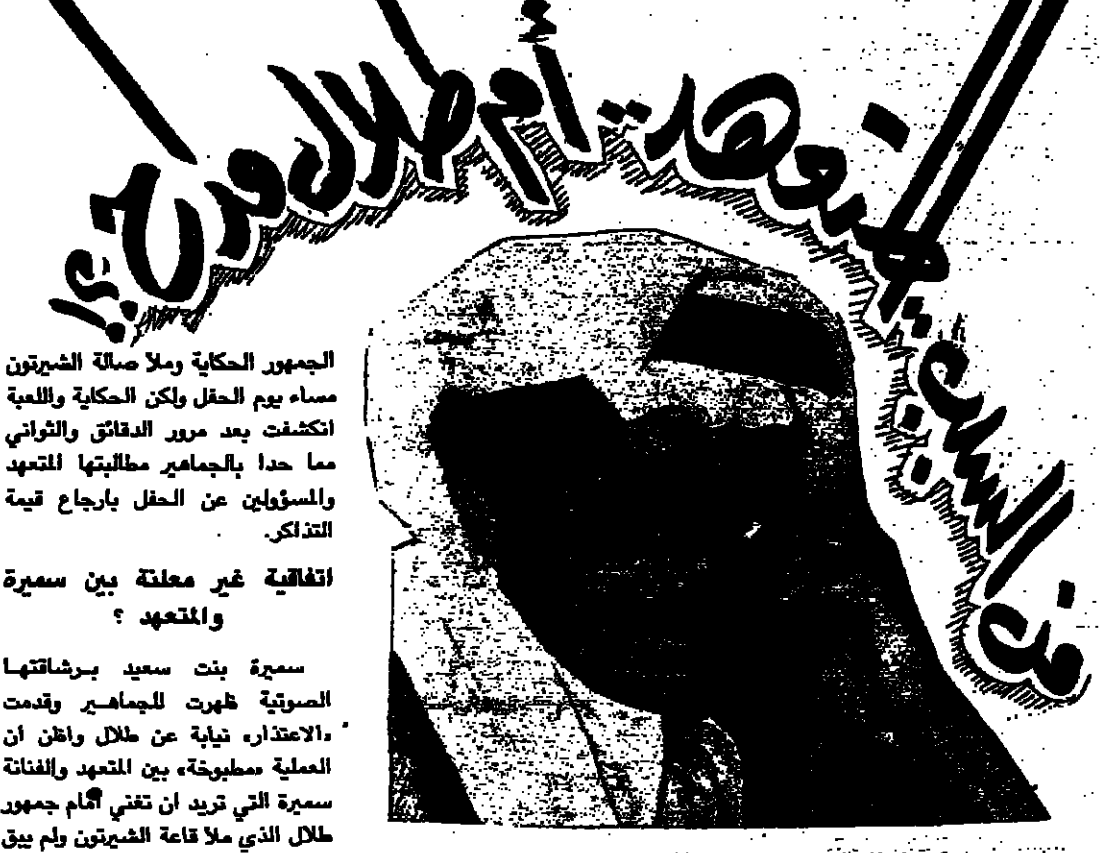 من السبب.. متعهد.. أم طلال مداح؟!
الجمهور الحكاية وملأ صالة الشيرتون
مساء يوم الحفل ولكن الحكاية واللعبة
انكشفت بعد مرور الدقائق والثواني
مما حدا بالجماهير مطالبتها المتعهد
والمسؤولين عن الحفل بارجاع قيمة
التذاكر.
اتفاقية غير معلنة بين سميرة
والمتعهد ؟
سميرة بنت سعيد برشاقتها
الصوتية ظهرت للجماهير وقدمت
«الاعتذار» نيابة عن طلال واظن ان
العملية «مطبوخة» بين المتعهد والفنانة
سميرة التي تريد ان تغني أمام جمهور
طلال الذي ملأ قاعة الشيرتون ولم يبق